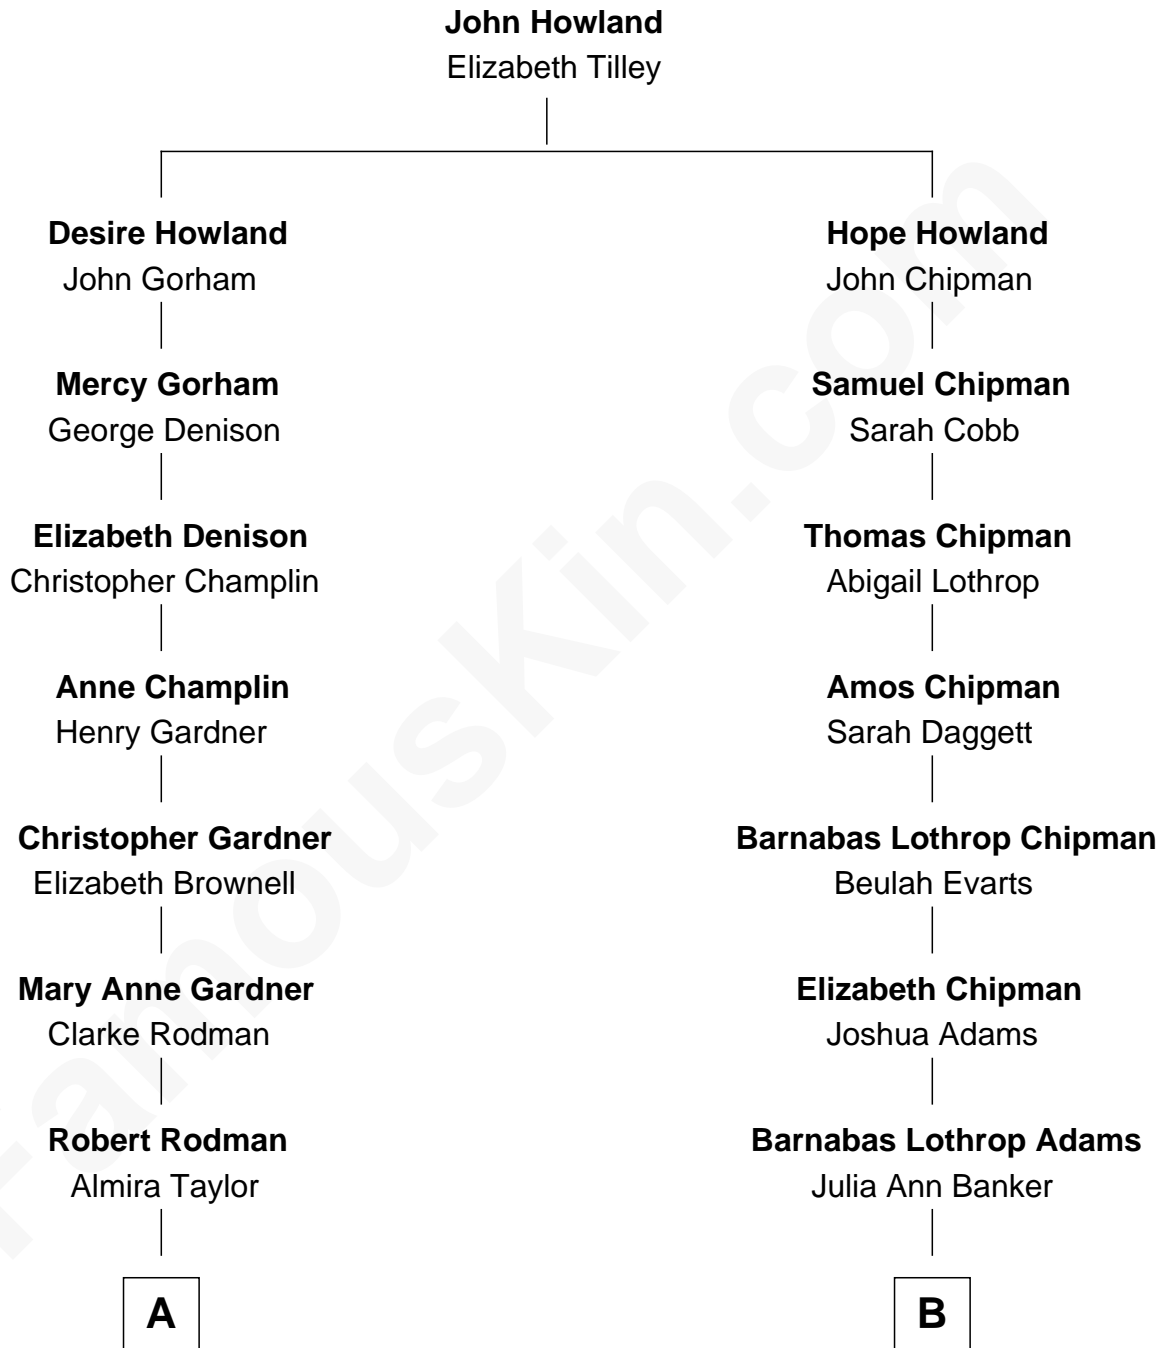 John Howland
Elizabeth Tilley
Desire Howland
John Gorham
Hope Howland
John Chipman
Mercy Gorham
George Denison
Samuel Chipman
Sarah Cobb
Elizabeth Denison
Christopher Champlin
Thomas Chipman
Abigail Lothrop
Anne Champlin
Henry Gardner
Amos Chipman
Sarah Daggett
Christopher Gardner
Elizabeth Brownell
Barnabas Lothrop Chipman
Beulah Evarts
Mary Anne Gardner
Clarke Rodman
Elizabeth Chipman
Joshua Adams
Robert Rodman
Almira Taylor
Barnabas Lothrop Adams
Julia Ann Banker
A
B
FamousKin.com